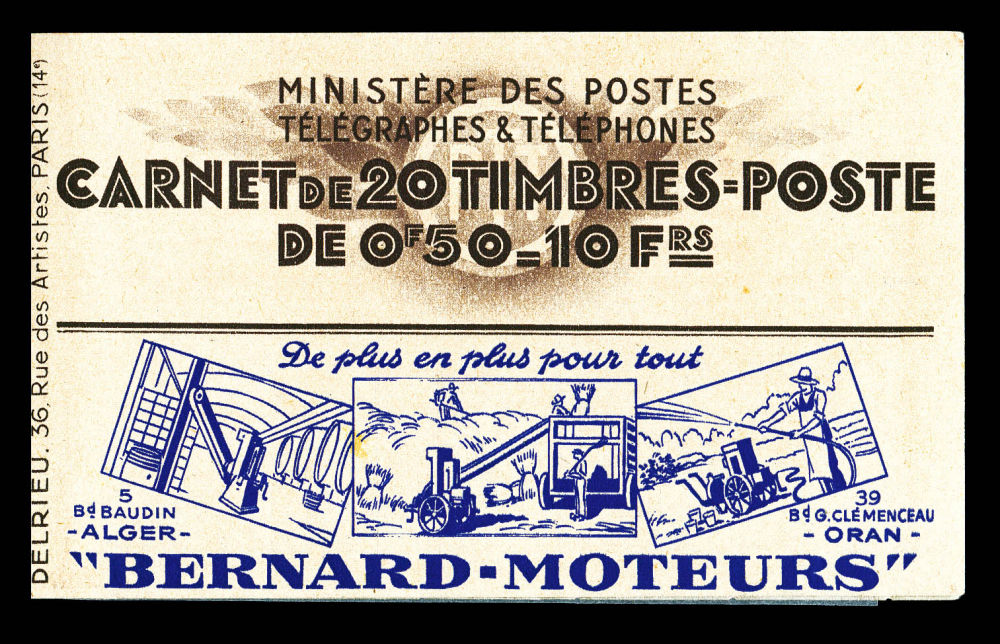 MINISTÈRE DES POSTES
TÉLÉGRAPHES & TÉLÉPHONES
CARNET DE 20 TIMBRES=POSTE
DE 0F50=10 FRS
DELRIEU. 36, Rue des Artistes. PARIS (14e)
De plus en plus pour tout
5
Bd BAUDIN
-ALGER-
39
Bd G.CLÉMENCEAU
- ORAN -
"BERNARD-MOTEURS"